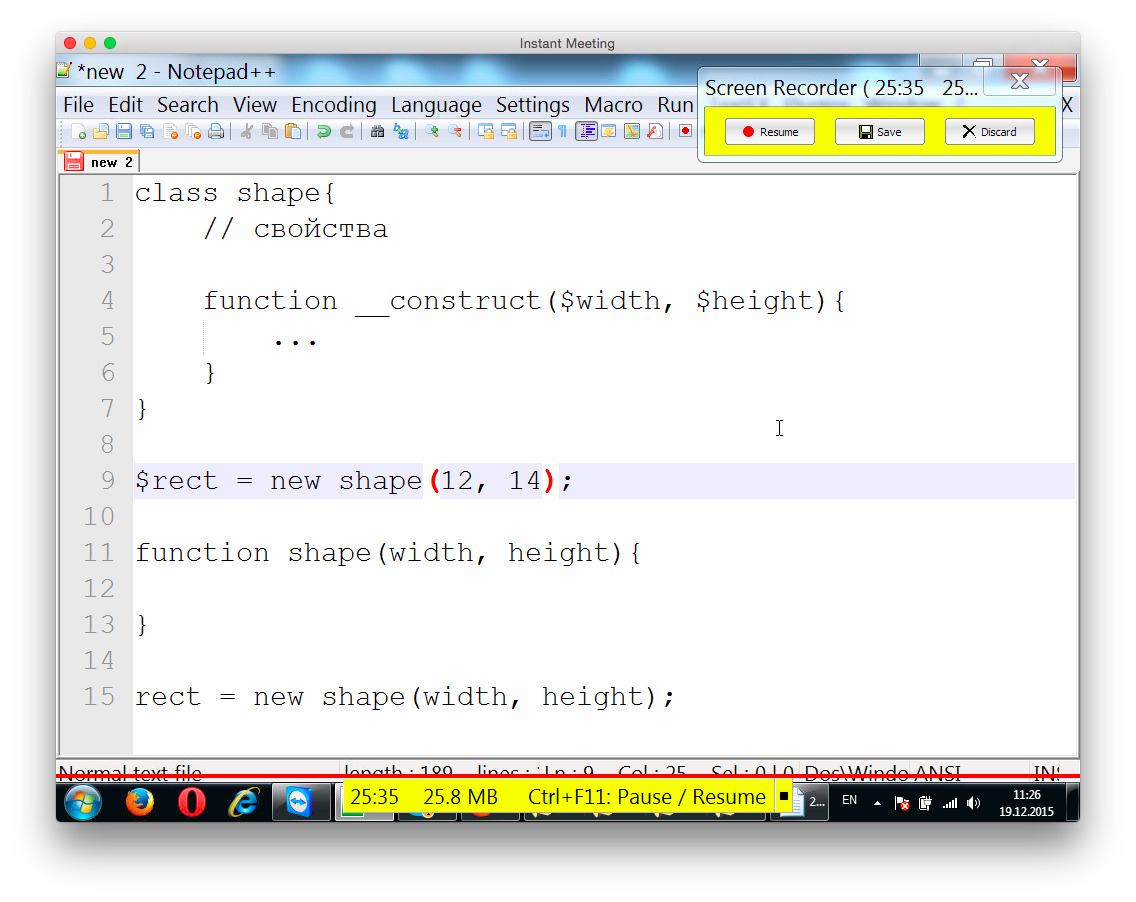 Instant Meeting
*new 2 - Notepad++
Screen Recorder ( 25:35 25...
File Edit Search View Encoding Language Settings Macro Run X
Resume Save Discard
new 2
1 class shape{
2 // свойства
3
4 function __construct($width, $height){
5 ...
6 }
7 }
8
9 $rect = new shape(12, 14);
10
11 function shape(width, height){
12
13 }
14
15 rect = new shape(width, height);
Normal text file length : 189 lines : Ln : 9 Col : 25 Sel : 0 | 0 Dos\Windo ANSI INS
25:35 25.8 MB Ctrl+F11: Pause / Resume
2... EN 11:26
19.12.2015